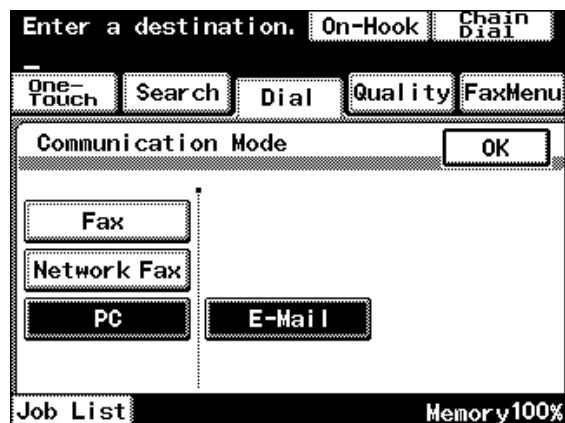 Enter a destination. On-Hook Chain Dial
One-Touch Search Dial Quality FaxMenu
Communication Mode OK
Fax
Network Fax
PC E-Mail
Job List Memory100%